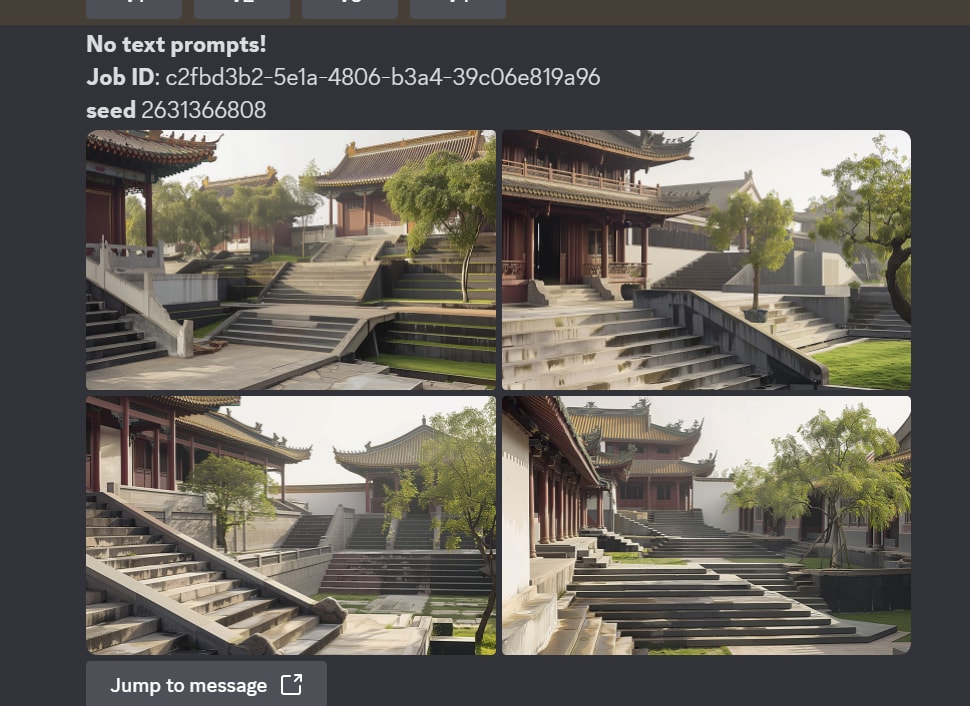 No text prompts!
Job ID: c2fbd3b2-5e1a-4806-b3a4-39c06e819a96
seed 2631366808
Jump to message